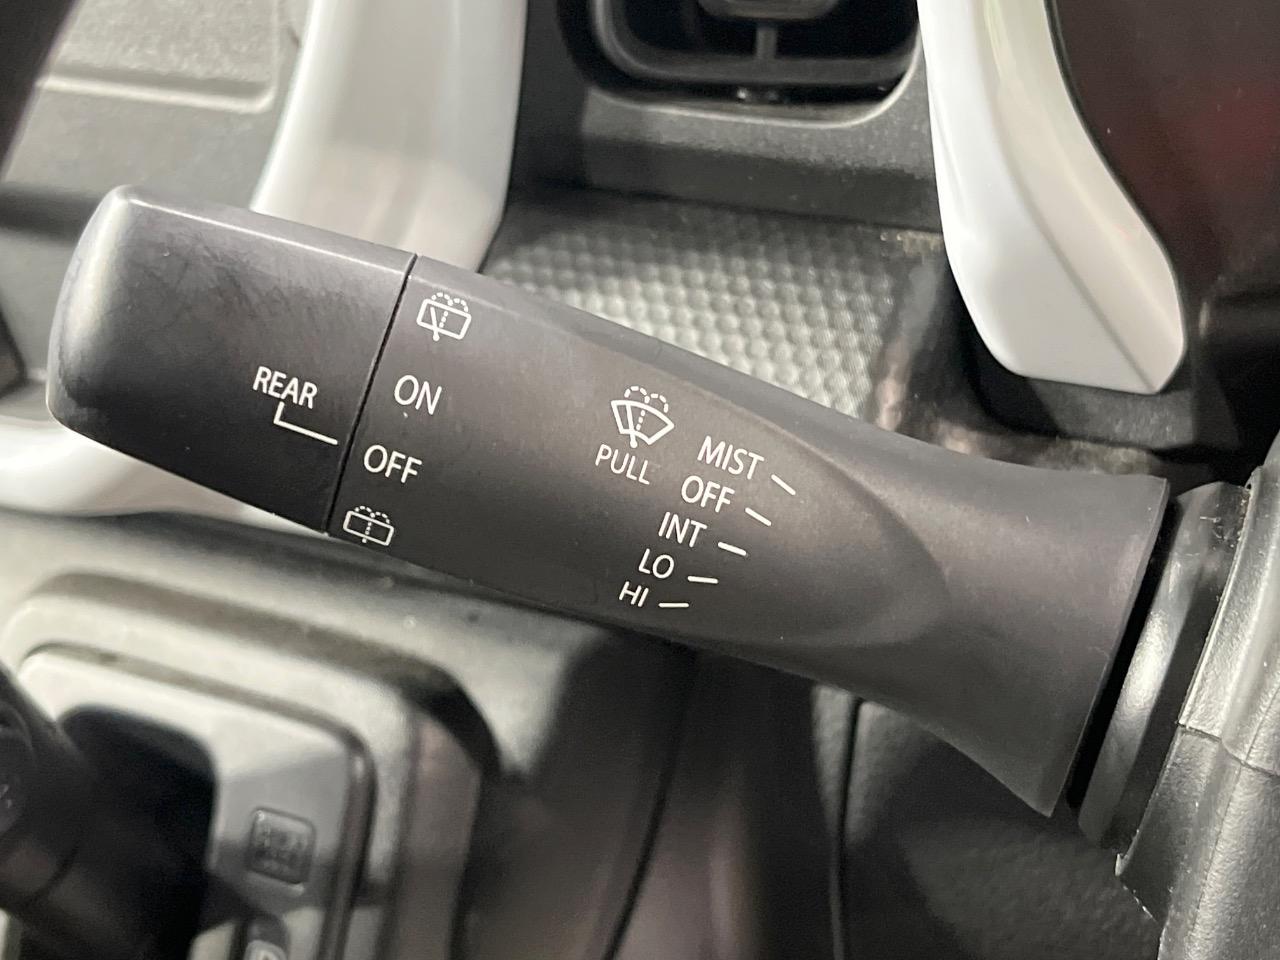 REAR
ON
OFF
PULL
MIST
OFF
INT
LO
HI